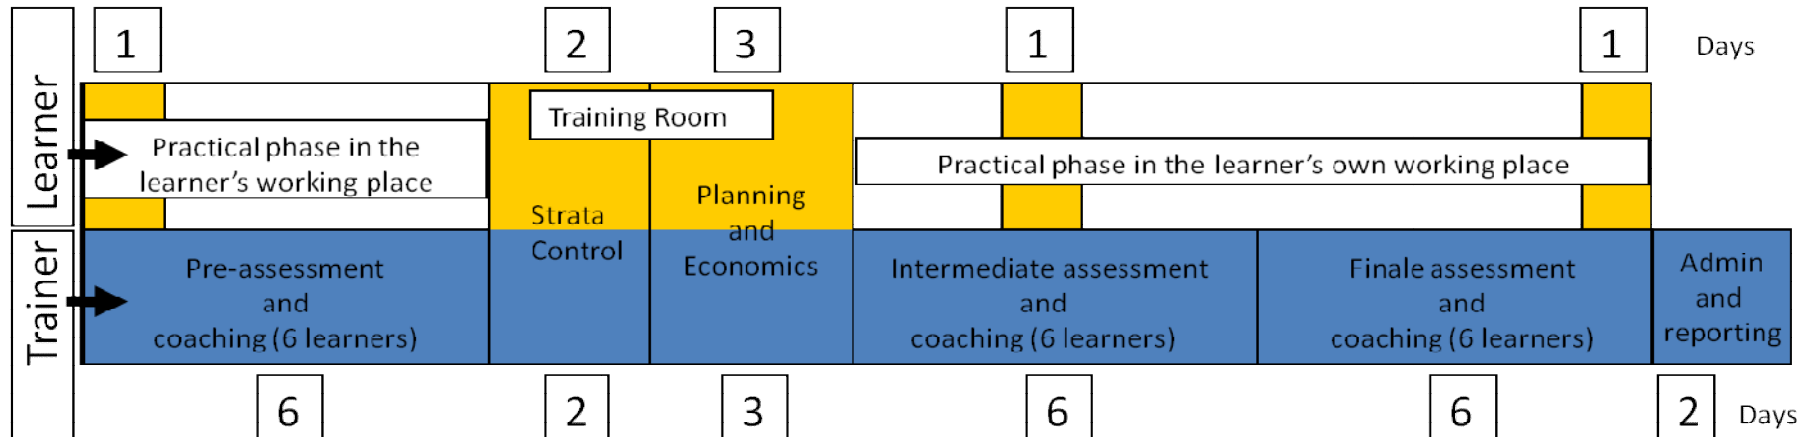 1
2
3
1
1
Days
Learner
Training Room
Practical phase in the
learner's working place
Practical phase in the learner's own working place
Strata
Control
Planning
and
Economics
Trainer
Pre-assessment
and
coaching (6 learners)
Intermediate assessment
and
coaching (6 learners)
Finale assessment
and
coaching (6 learners)
Admin
and
reporting
6
2
3
6
6
2
Days